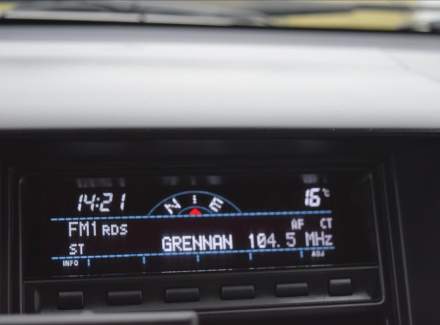 14:21 N I E 16°C
AF CT
FM1 RDS
ST GRENNAN 104.5 MHz
INFO ADJ